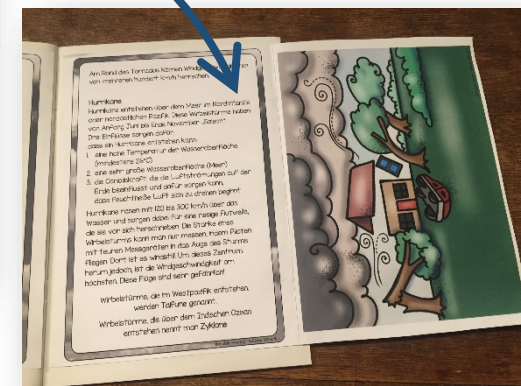 Am Rand des Tornados können Wind
von mehreren hundert km/h herrschen.
Hurrikane
Hurrikane entstehen über dem Meer im Nordatlantik
oder nordöstlichen Pazifik. Diese Wirbelstürme haben
von Anfang Juni bis Ende November „Saison“.
Drei Einflüsse sorgen dafür,
dass ein Hurrikane entstehen kann:
1. eine hohe Temperatur der Wasseroberfläche
(mindestens 26°C)
2. eine sehr große Wasseroberfläche (Meer)
3. die Corioliskraft, die die Luftströmungen auf der
Erde beeinflusst und dafür sorgen kann,
dass feuchtheiße Luft sich zu drehen beginnt
Hurrikane rasen mit 120 bis 300 km/h über das
Wasser und sorgen dabei für eine riesige Flutwelle,
die sie vor sich herschieben. Die Stärke eines
Wirbelsturms kann man nur messen, indem Piloten
mit teuren Messgeräten in das Auge des Sturms
fliegen. Dort ist es windstill. Um dieses Zentrum
herum jedoch, ist die Windgeschwindigkeit am
höchsten. Diese Flüge sind sehr gefährlich!
Wirbelstürme, die im Westpazifik entstehen,
werden Taifune genannt.
Wirbelstürme, die über dem Indischen Ozean
entstehen nennt man Zyklone.